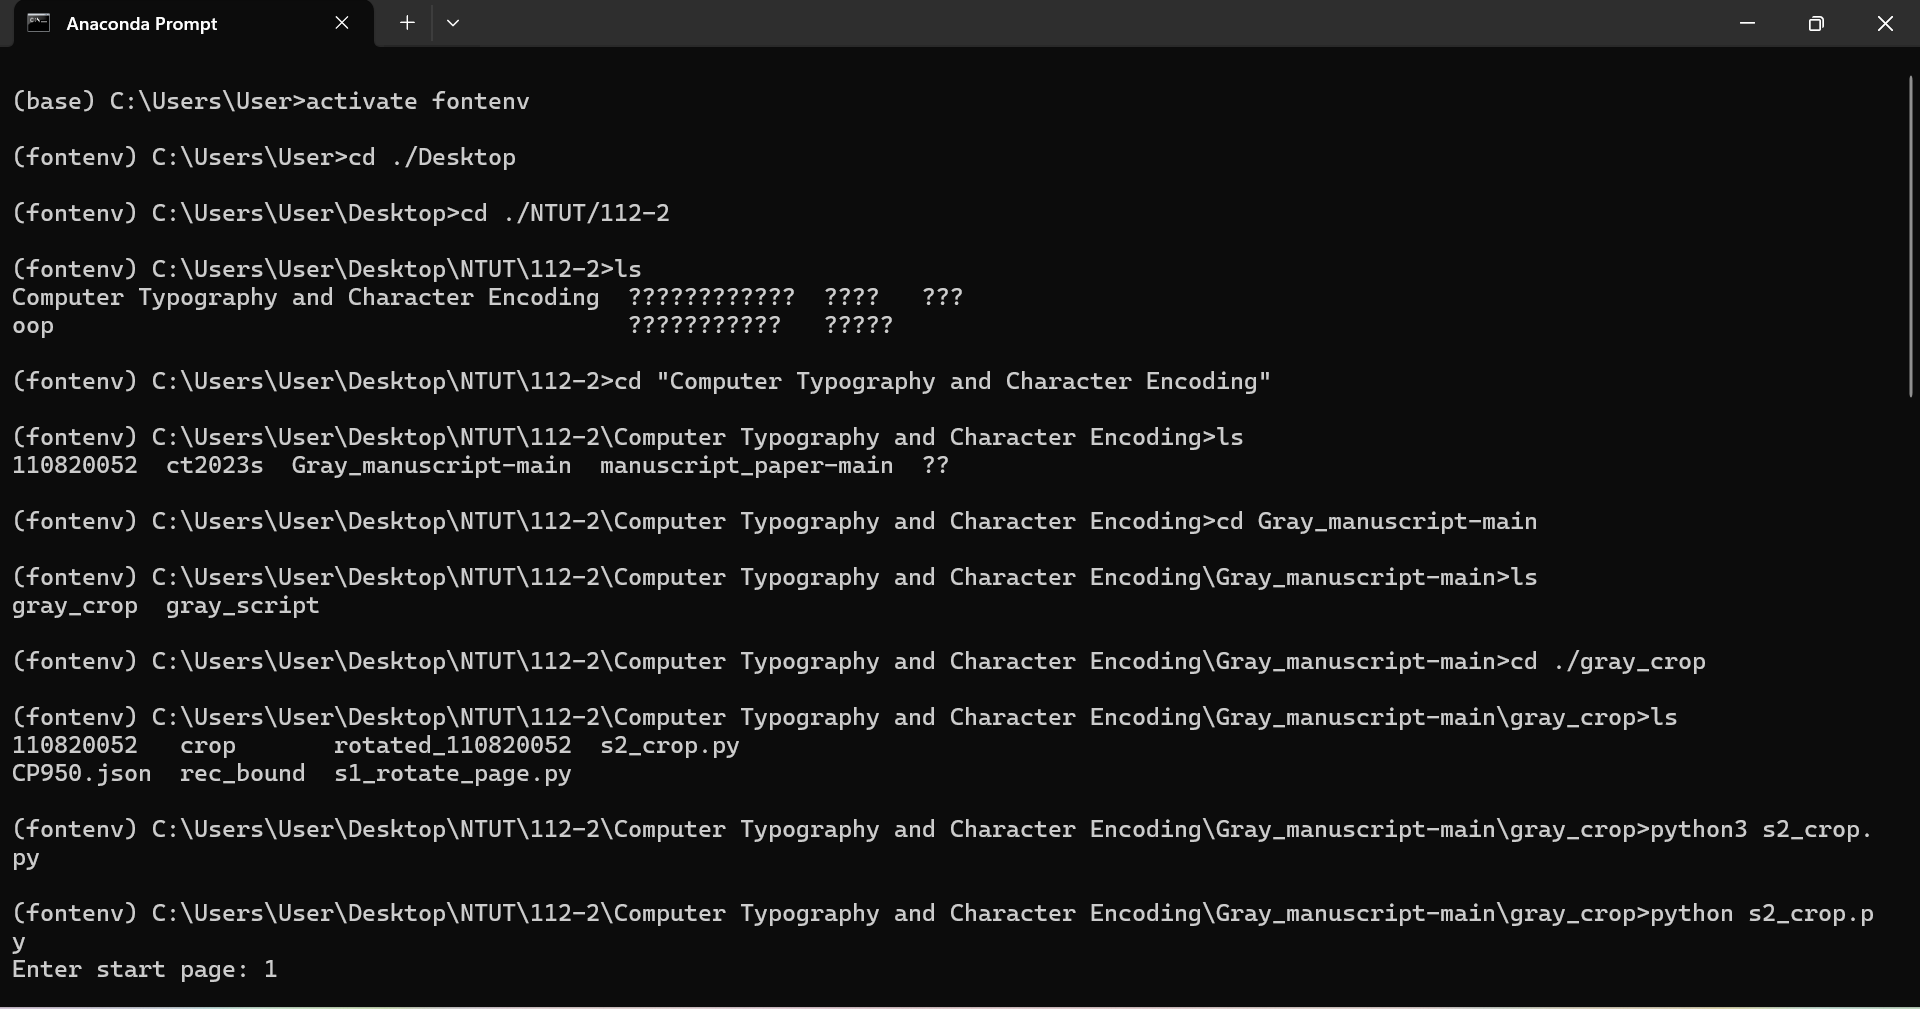 Anaconda Prompt
(base) C:\Users\User>activate fontenv
(fontenv) C:\Users\User>cd ./Desktop
(fontenv) C:\Users\User\Desktop>cd ./NTUT/112-2
(fontenv) C:\Users\User\Desktop\NTUT\112-2>ls
Computer Typography and Character Encoding  ????????????  ????   ???
oop                                         ???????????   ?????
(fontenv) C:\Users\User\Desktop\NTUT\112-2>cd "Computer Typography and Character Encoding"
(fontenv) C:\Users\User\Desktop\NTUT\112-2\Computer Typography and Character Encoding>ls
110820052  ct2023s  Gray_manuscript-main  manuscript_paper-main  ??
(fontenv) C:\Users\User\Desktop\NTUT\112-2\Computer Typography and Character Encoding>cd Gray_manuscript-main
(fontenv) C:\Users\User\Desktop\NTUT\112-2\Computer Typography and Character Encoding\Gray_manuscript-main>ls
gray_crop  gray_script
(fontenv) C:\Users\User\Desktop\NTUT\112-2\Computer Typography and Character Encoding\Gray_manuscript-main>cd ./gray_crop
(fontenv) C:\Users\User\Desktop\NTUT\112-2\Computer Typography and Character Encoding\Gray_manuscript-main\gray_crop>ls
110820052   crop       rotated_110820052  s2_crop.py
CP950.json  rec_bound  s1_rotate_page.py
(fontenv) C:\Users\User\Desktop\NTUT\112-2\Computer Typography and Character Encoding\Gray_manuscript-main\gray_crop>python3 s2_crop.
py
(fontenv) C:\Users\User\Desktop\NTUT\112-2\Computer Typography and Character Encoding\Gray_manuscript-main\gray_crop>python s2_crop.p
y
Enter start page: 1